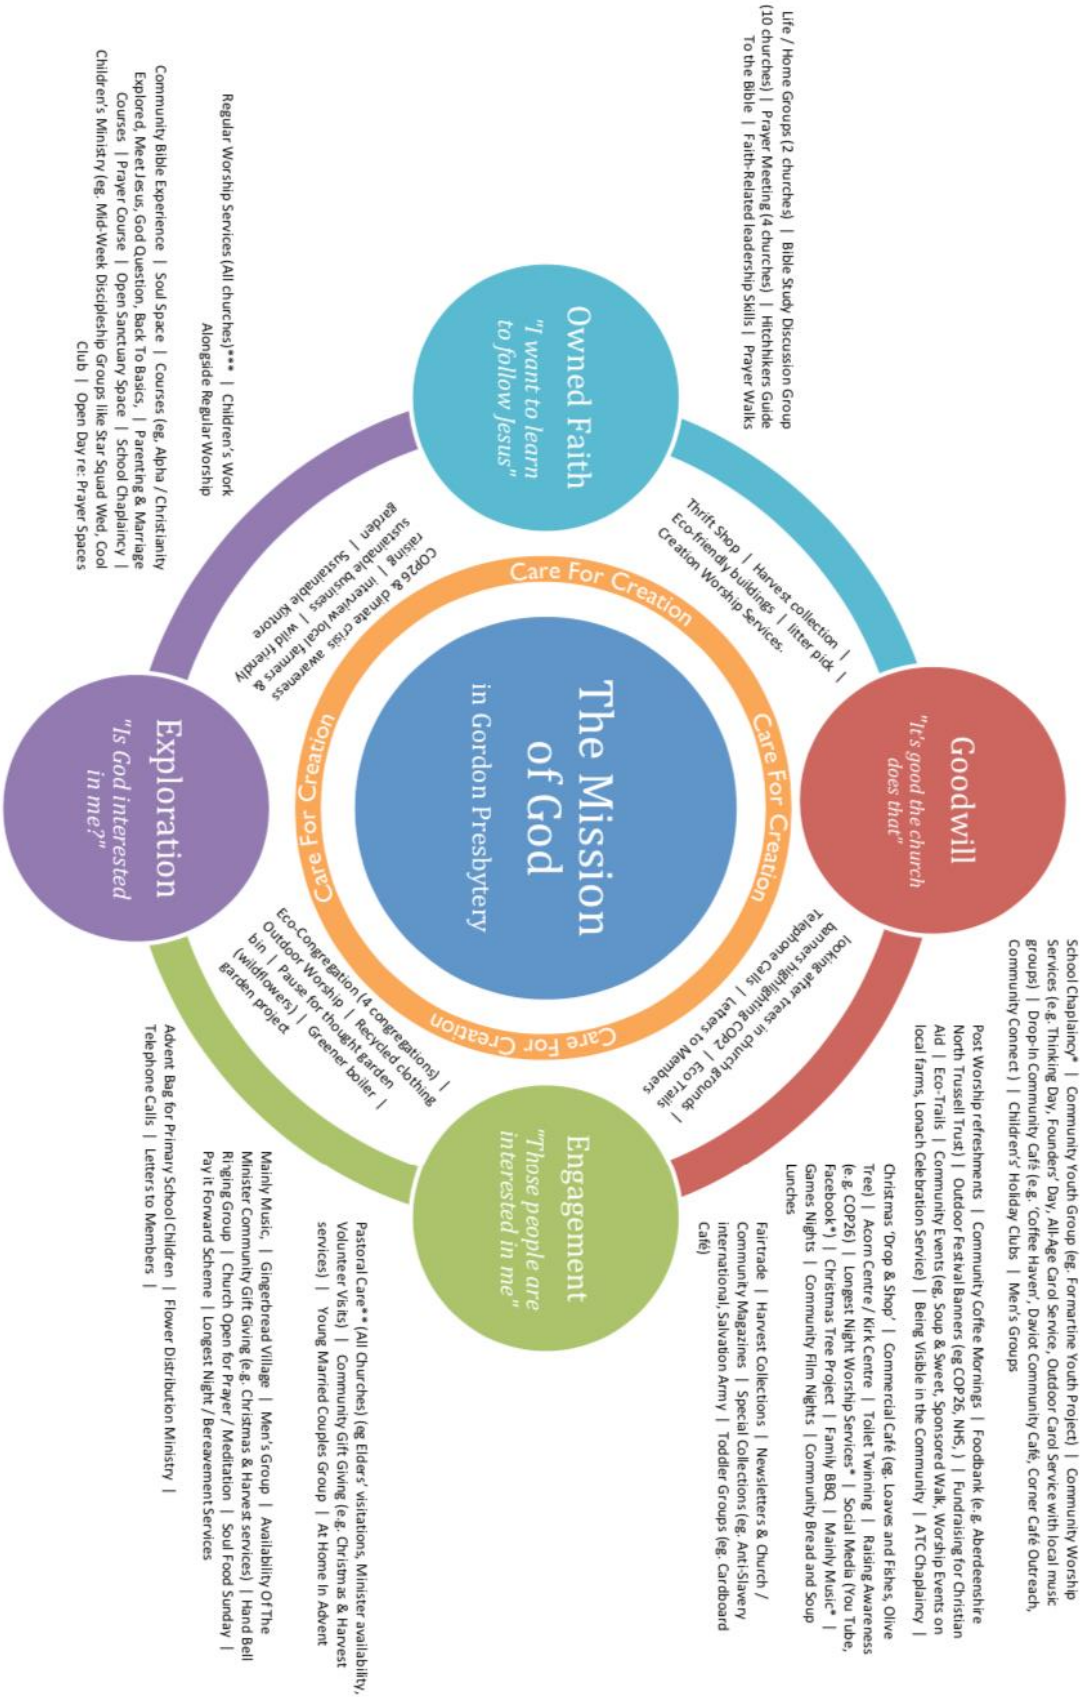 School Chaplaincy* | Community Youth Group (eg. Formartine Youth Project) | Community Worship
Services (e.g. Thinking Day, Founders' Day, All-Age Carol Service, Outdoor Carol Service with local music
groups) | Drop-In Community Café (e.g. 'Coffee Haven', Daviot Community Café, Corner Café Outreach,
Community Connect ) | Children's' Holiday Clubs | Men's Groups
Post Worship refreshments | Community Coffee Mornings | Foodbank (e.g. Aberdeenshire
North Trussell Trust) | Outdoor Festival Banners (eg COP26, NHS, ) | Fundraising for Christian
Aid | Eco-Trails | Community Events (eg, Soup & Sweet, Sponsored Walk, Worship Events on
local farms, Lonach Celebration Service) | Being Visible in the Community | ATC Chaplaincy |
Christmas 'Drop & Shop' | Commercial Café (eg. Loaves and Fishes, Olive
Tree) | Acorn Centre / Kirk Centre | Toilet Twinning | Raising Awareness
(e.g. COP26) | Longest Night Worship Services* | Social Media (You Tube,
Facebook*) | Christmas Tree Project | Family BBQ | Mainly Music* |
Games Nights | Community Film Nights | Community Bread and Soup
Lunches
Fairtrade | Harvest Collections | Newsletters & Church /
Community Magazines | Special Collections (eg. Anti-Slavery
international, Salvation Army | Toddler Groups (eg. Cardboard
Café)
Goodwill
"It's good the church
does that"
Life / Home Groups (2 churches) | Bible Study Discussion Group
(10 churches) | Prayer Meeting (4 churches) | Hitchhikers Guide
To the Bible | Faith-Related leadership Skills | Prayer Walks
Thrift Shop | Harvest collection |
Eco-friendly buildings | litter pick |
Creation Worship Services.
looking after trees in church grounds |
banners highlighting COP2 | Eco Trails
Telephone Calls | Letters to Members
Care For Creation
Care For Creation
Care For Creation
Care For Creation
Owned Faith
"I want to learn
to follow Jesus"
The Mission
of God
in Gordon Presbytery
Engagement
"Those people are
interested in me"
COP26 & climate crisis awareness
raising | interview local farmers &
sustainable business | wild friendly
garden | Sustainable Kintore
Eco-Congregation (4 congregations) |
Outdoor Worship | Recycled clothing
bin | Pause for thought garden
(wildflowers) | Greener boiler |
garden project
Pastoral Care** (All Churches) (eg Elders' visitations, Minister availability,
Volunteer Visits) | Community Gift Giving (e.g. Christmas & Harvest
services) | Young Married Couples Group | At Home In Advent
Mainly Music, | Gingerbread Village | Men's Group | Availability Of The
Minister Community Gift Giving (e.g. Christmas & Harvest services) | Hand Bell
Ringing Group | Church Open for Prayer / Meditation | Soul Food Sunday |
Pay it Forward Scheme | Longest Night / Bereavement Services
Advent Bag for Primary School Children | Flower Distribution Ministry |
Telephone Calls | Letters to Members |
Regular Worship Services (All churches)*** | Children's Work
Alongside Regular Worship
Community Bible Experience | Soul Space | Courses (eg, Alpha / Christianity
Explored, Meet Jesus, God Question, Back To Basics, | Parenting & Marriage
Courses | Prayer Course | Open Sanctuary Space | School Chaplaincy |
Children's Ministry (eg. Mid-Week Discipleship Groups like Star Squad Wed, Cool
Club | Open Day re: Prayer Spaces
Exploration
"Is God interested
in me?"